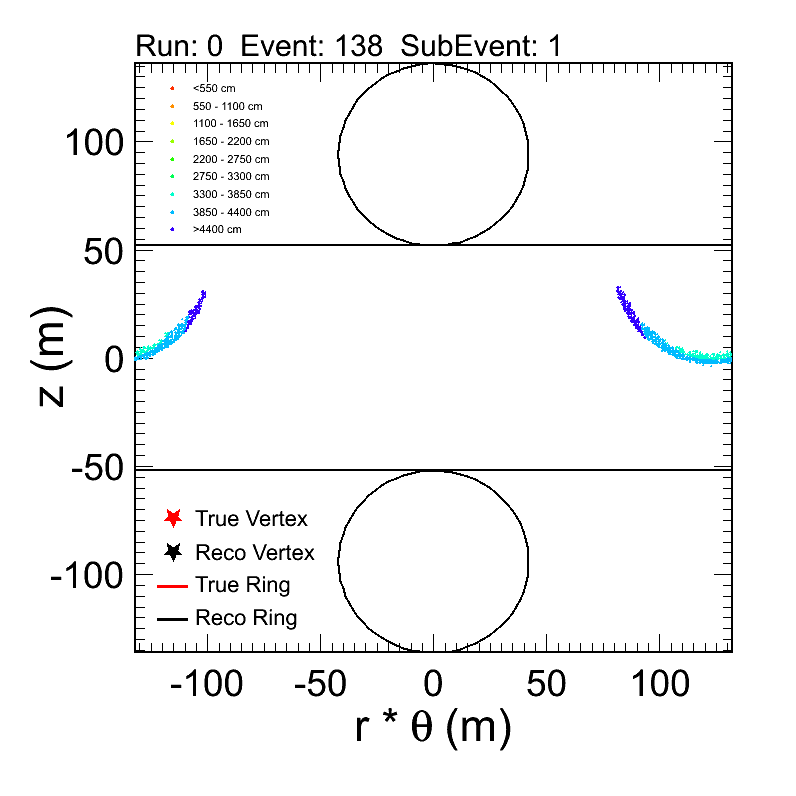 Run: 0 Event: 138 SubEvent: 1
<550 cm
550 - 1100 cm
1100 - 1650 cm
1650 - 2200 cm
2200 - 2750 cm
2750 - 3300 cm
3300 - 3850 cm
3850 - 4400 cm
>4400 cm
100
50
0
-50
-100
z (m)
True Vertex
Reco Vertex
True Ring
Reco Ring
-100 -50 0 50 100
r * θ (m)